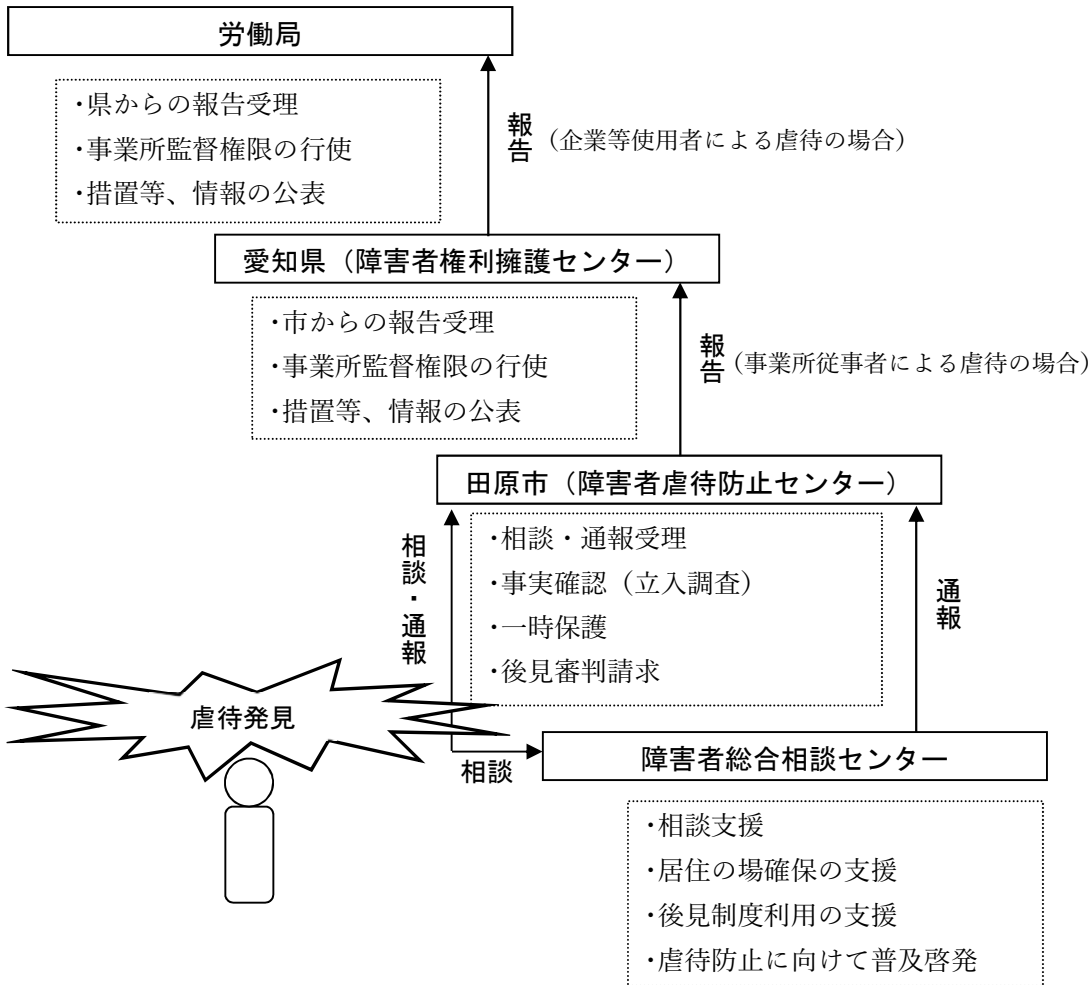 労働局
・県からの報告受理
・事業所監督権限の行使
・措置等、情報の公表
報告
（企業等使用者による虐待の場合）
愛知県（障害者権利擁護センター）
・市からの報告受理
・事業所監督権限の行使
・措置等、情報の公表
報告
（事業所従事者による虐待の場合）
田原市（障害者虐待防止センター）
・相談・通報受理
・事実確認（立入調査）
・一時保護
・後見審判請求
相談・通報
通報
虐待発見
相談
障害者総合相談センター
・相談支援
・居住の場確保の支援
・後見制度利用の支援
・虐待防止に向けて普及啓発